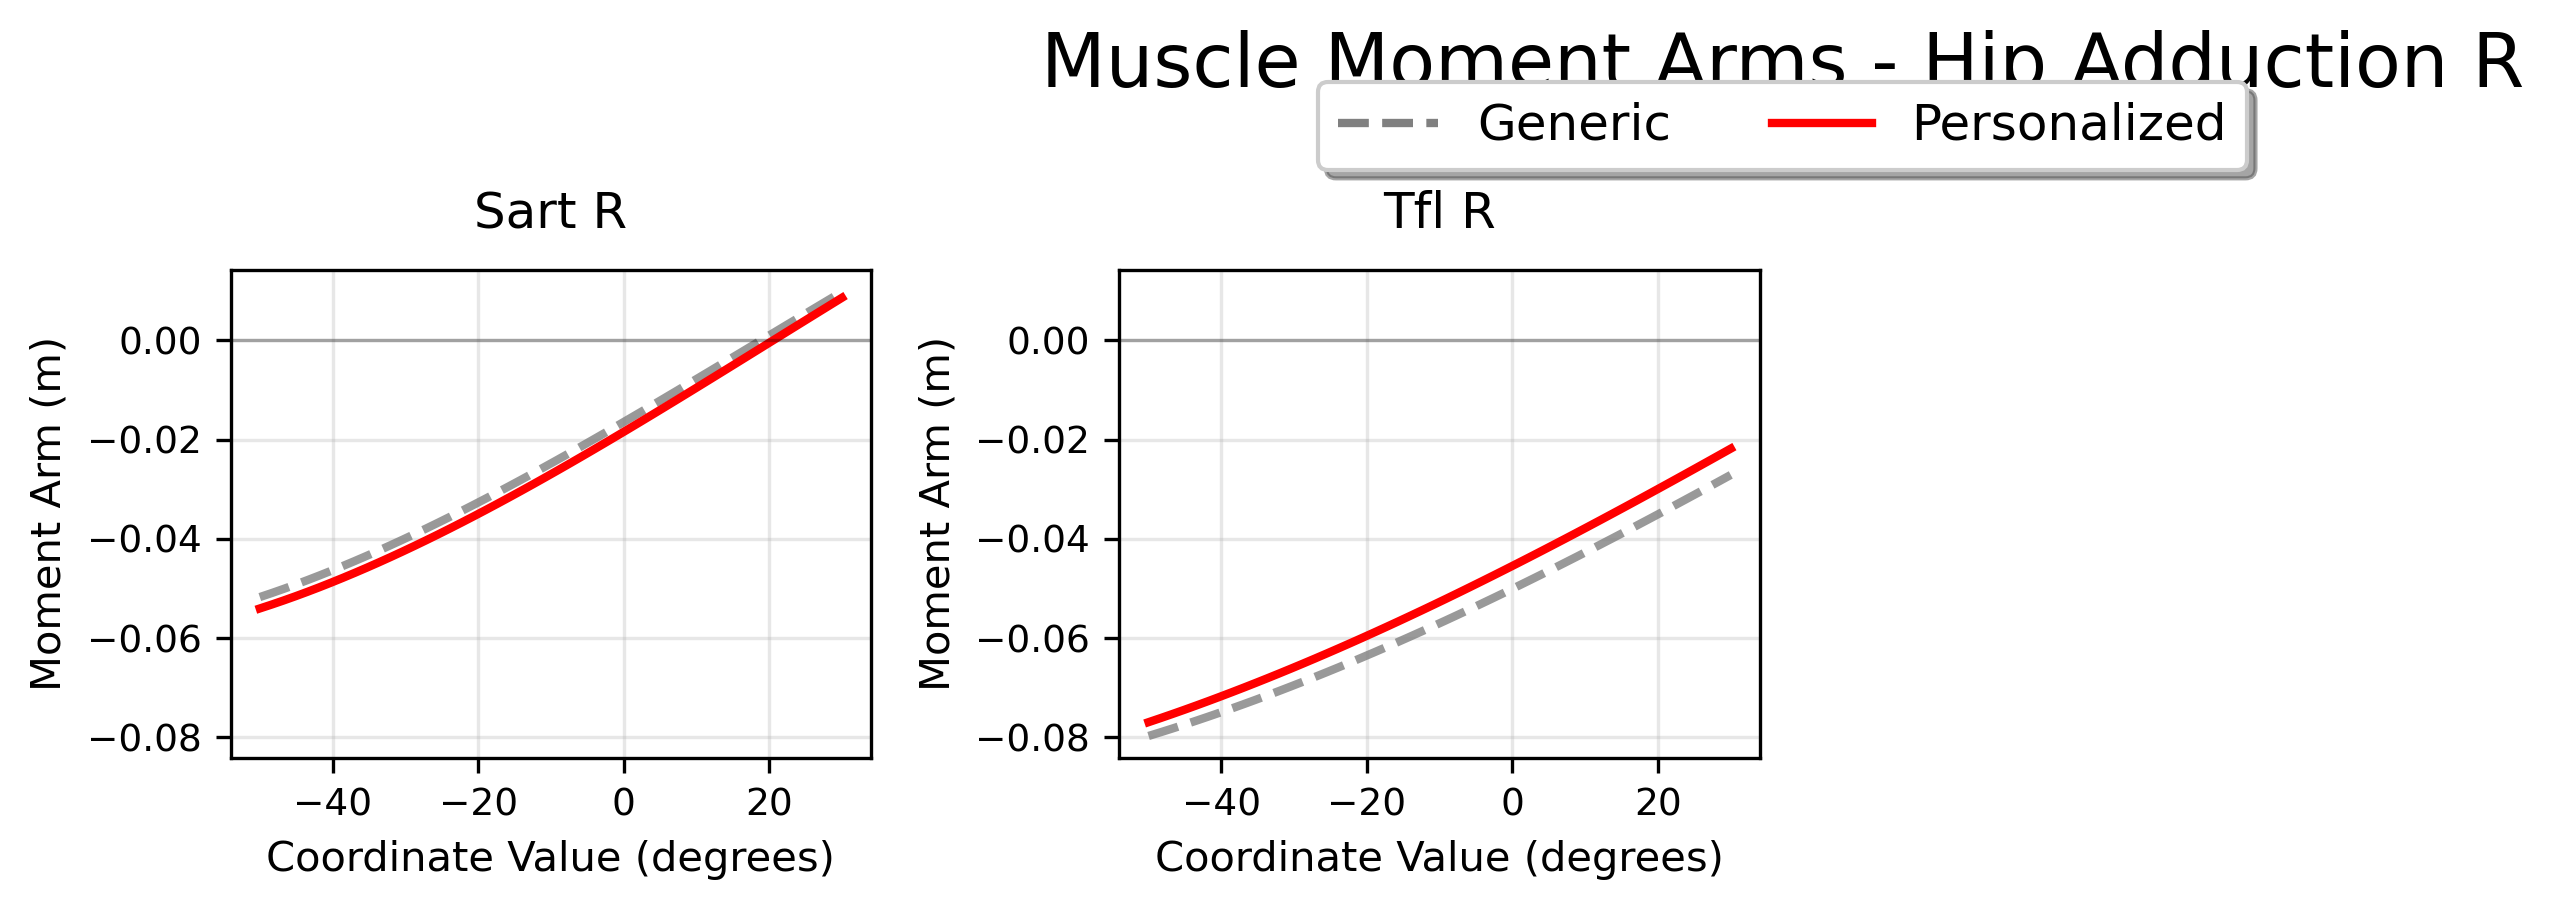 Muscle Moment Arms - Hip Adduction R
Generic
Personalized
Sart R
Moment Arm (m)
0.00
−0.02
−0.04
−0.06
−0.08
−40
−20
0
20
Coordinate Value (degrees)
Tfl R
Moment Arm (m)
0.00
−0.02
−0.04
−0.06
−0.08
−40
−20
0
20
Coordinate Value (degrees)